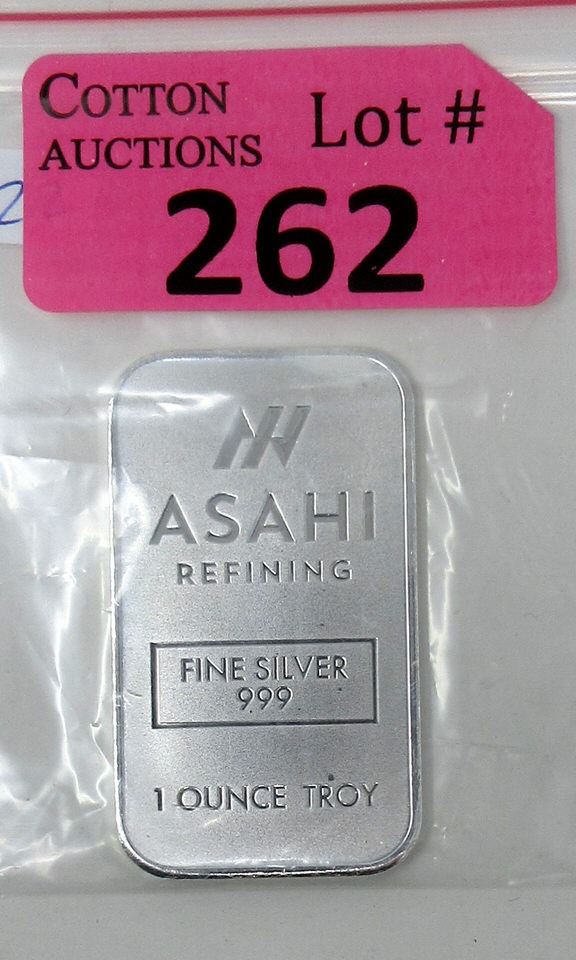 COTTON
AUCTIONS
Lot #
262
ASAHI
REFINING
FINE SILVER
999
1 OUNCE TROY